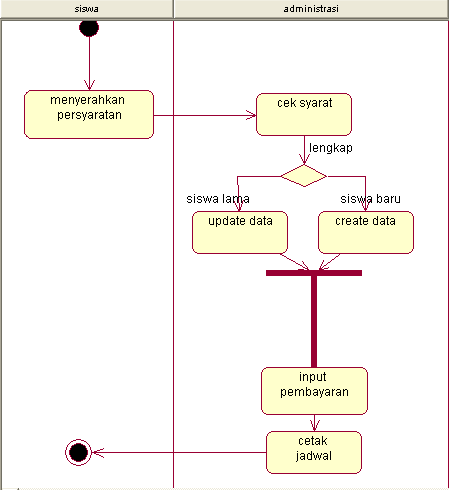 siswa
administrasi
menyerahkan
persyaratan
cek syarat
lengkap
siswa lama
siswa baru
update data
create data
input
pembayaran
cetak
jadwal